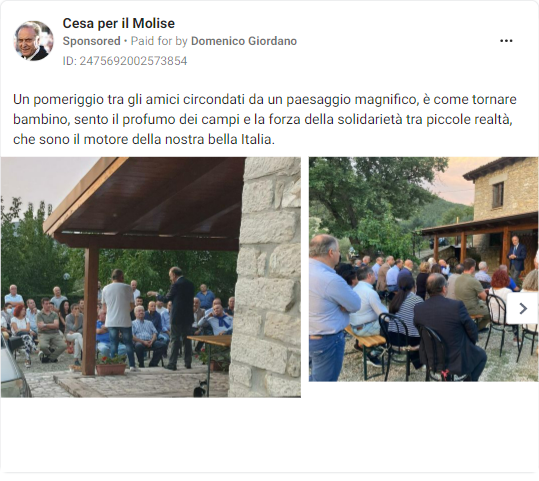 Cesa per il Molise
Sponsored • Paid for by Domenico Giordano
ID: 2475692002573854
Un pomeriggio tra gli amici circondati da un paesaggio magnifico, è come tornare
bambino, sento il profumo dei campi e la forza della solidarietà tra piccole realtà,
che sono il motore della nostra bella Italia.